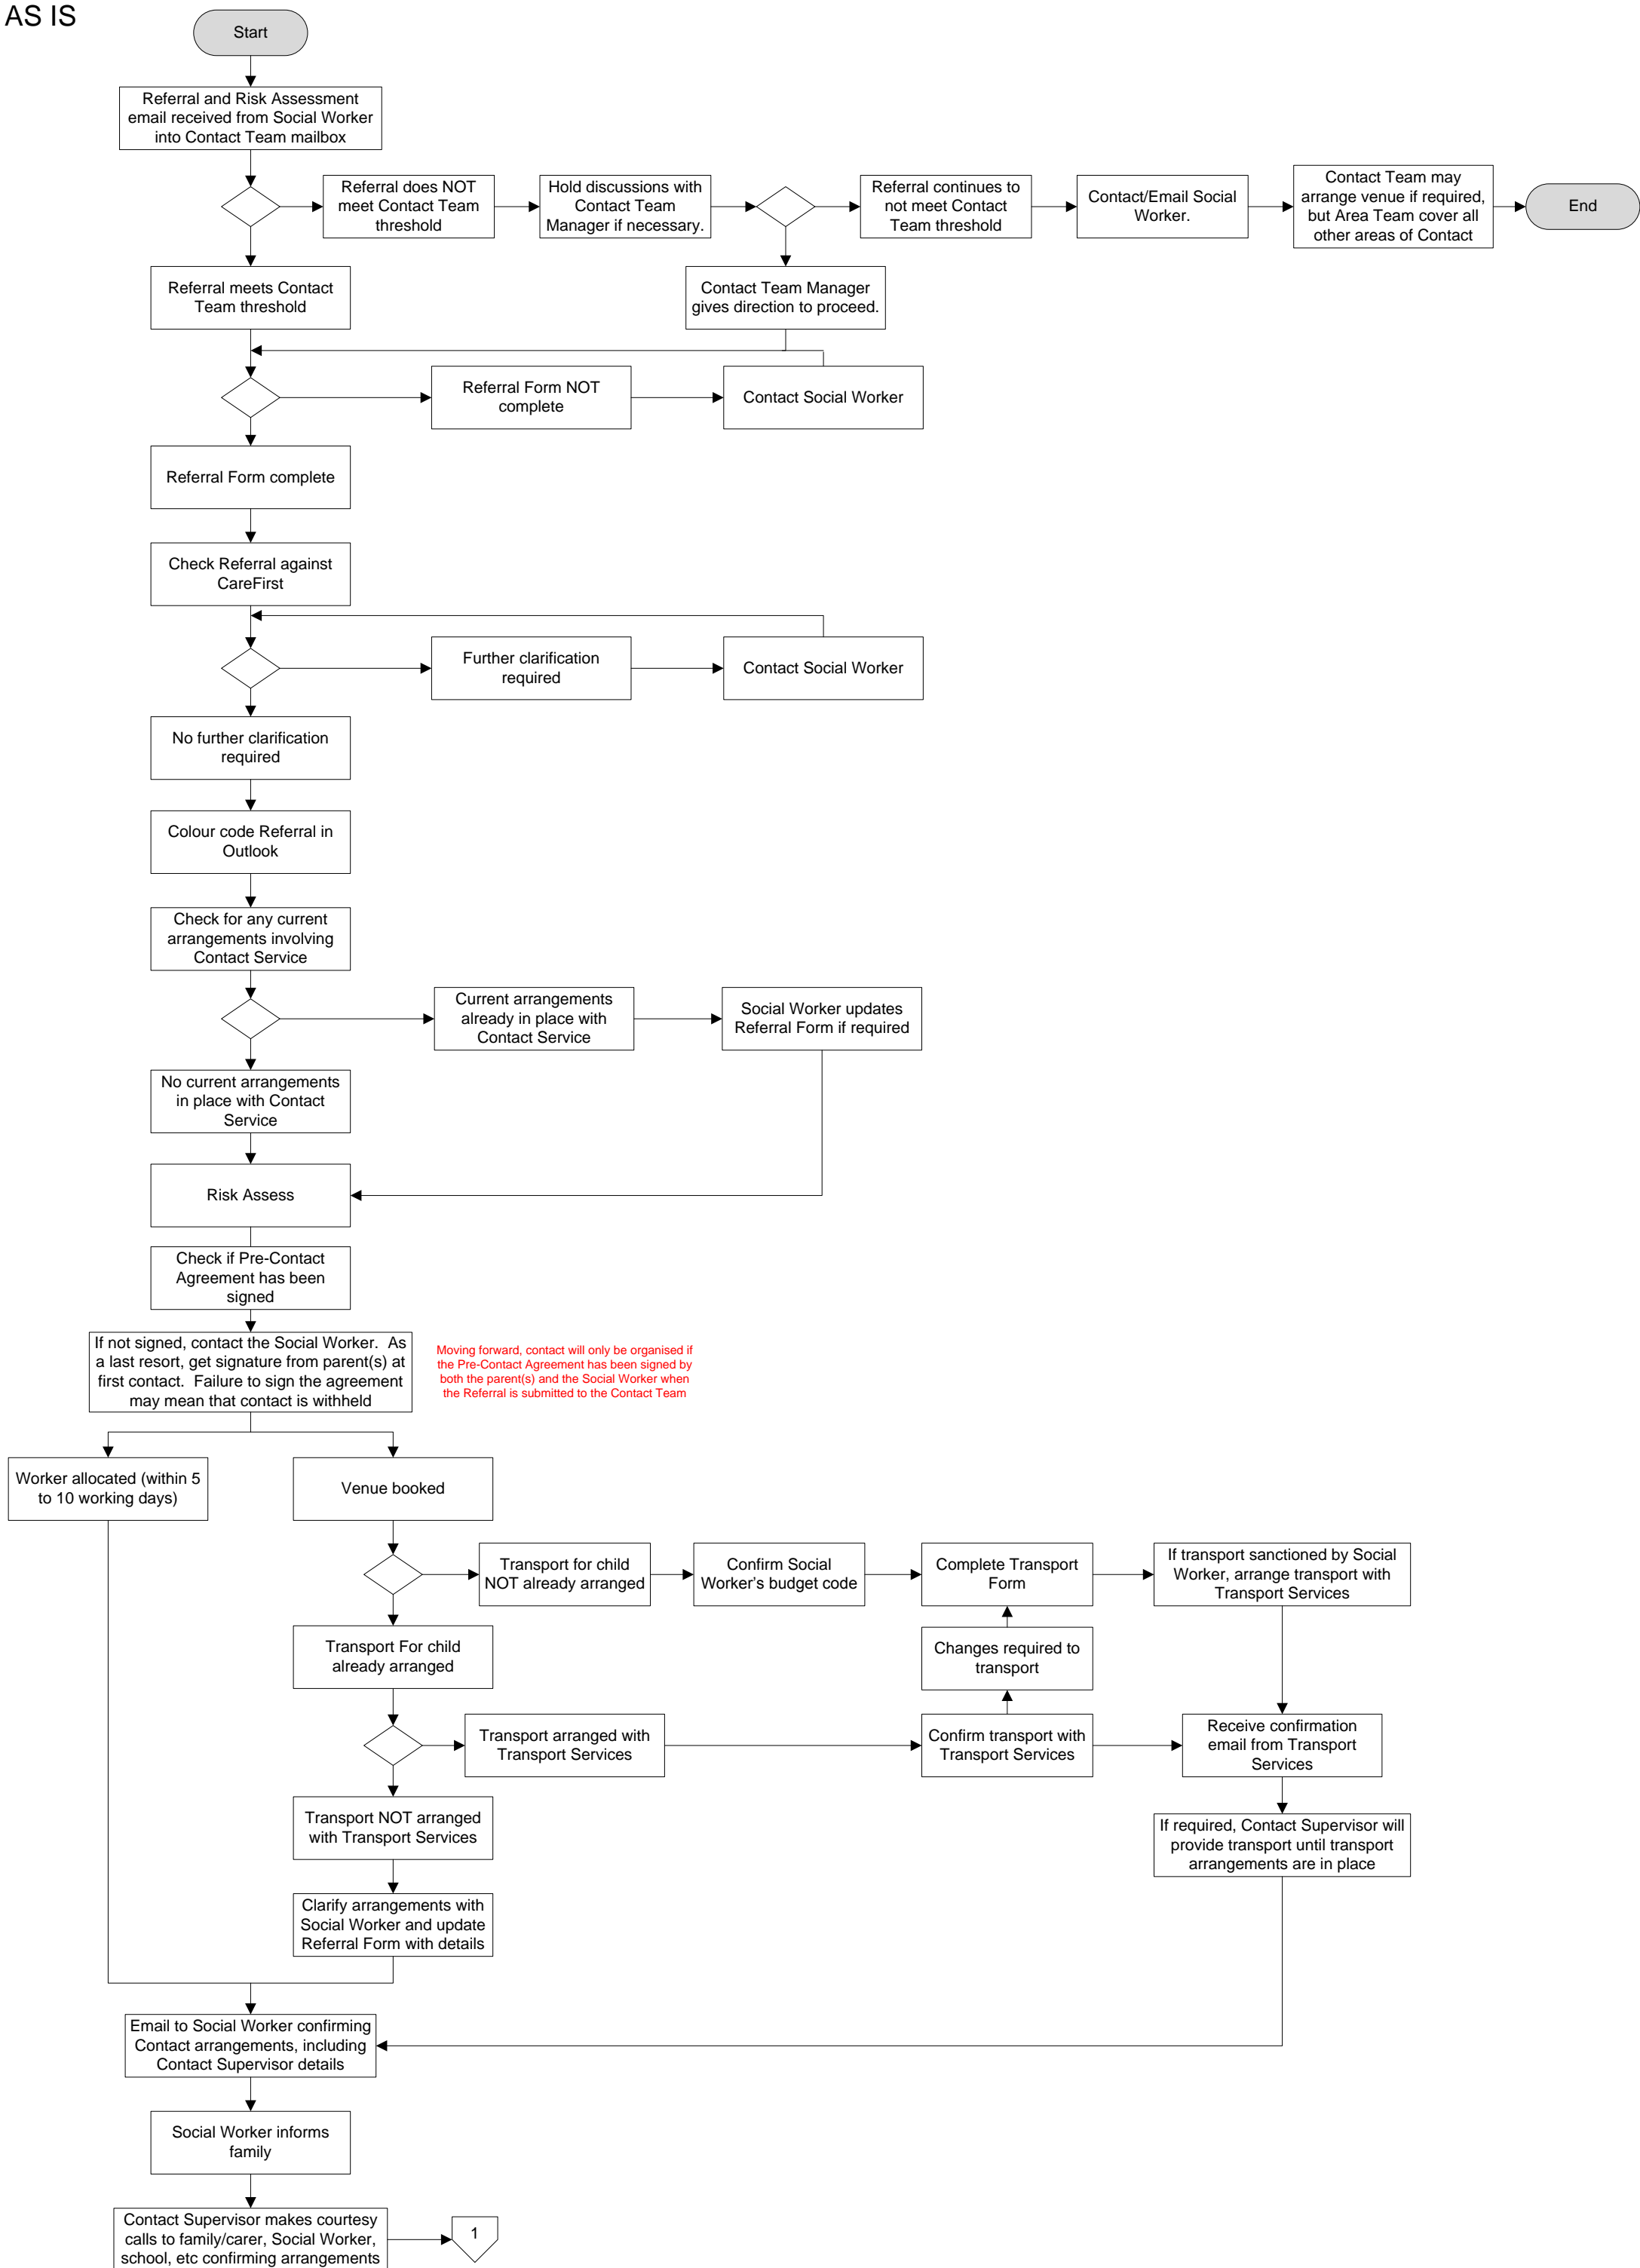 AS IS
Start
Referral and Risk Assessment
email received from Social Worker
into Contact Team mailbox
Referral does NOT
meet Contact Team
threshold
Hold discussions with
Contact Team
Manager if necessary.
Referral continues to
not meet Contact
Team threshold
Contact/Email Social
Worker.
Contact Team may
arrange venue if required,
but Area Team cover all
other areas of Contact
End
Referral meets Contact
Team threshold
Contact Team Manager
gives direction to proceed.
Referral Form NOT
complete
Contact Social Worker
Referral Form complete
Check Referral against
CareFirst
Further clarification
required
Contact Social Worker
No further clarification
required
Colour code Referral in
Outlook
Check for any current
arrangements involving
Contact Service
Current arrangements
already in place with
Contact Service
Social Worker updates
Referral Form if required
No current arrangements
in place with Contact
Service
Risk Assess
Check if Pre-Contact
Agreement has been
signed
If not signed, contact the Social Worker.  As
a last resort, get signature from parent(s) at
first contact.  Failure to sign the agreement
may mean that contact is withheld
Moving forward, contact will only be organised if
the Pre-Contact Agreement has been signed by
both the parent(s) and the Social Worker when
the Referral is submitted to the Contact Team
Worker allocated (within 5
to 10 working days)
Venue booked
Transport for child
NOT already arranged
Confirm Social
Worker's budget code
Complete Transport
Form
If transport sanctioned by Social
Worker, arrange transport with
Transport Services
Transport For child
already arranged
Changes required to
transport
Transport arranged with
Transport Services
Confirm transport with
Transport Services
Receive confirmation
email from Transport
Services
Transport NOT arranged
with Transport Services
If required, Contact Supervisor will
provide transport until transport
arrangements are in place
Clarify arrangements with
Social Worker and update
Referral Form with details
Email to Social Worker confirming
Contact arrangements, including
Contact Supervisor details
Social Worker informs
family
Contact Supervisor makes courtesy
calls to family/carer, Social Worker,
school, etc confirming arrangements
1